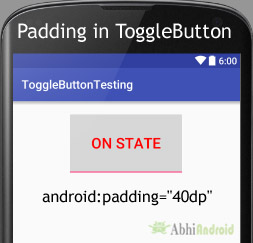 Padding in ToggleButton
6:00
ToggleButtonTesting
ON STATE
android:padding="40dp"
AbhiAndroid